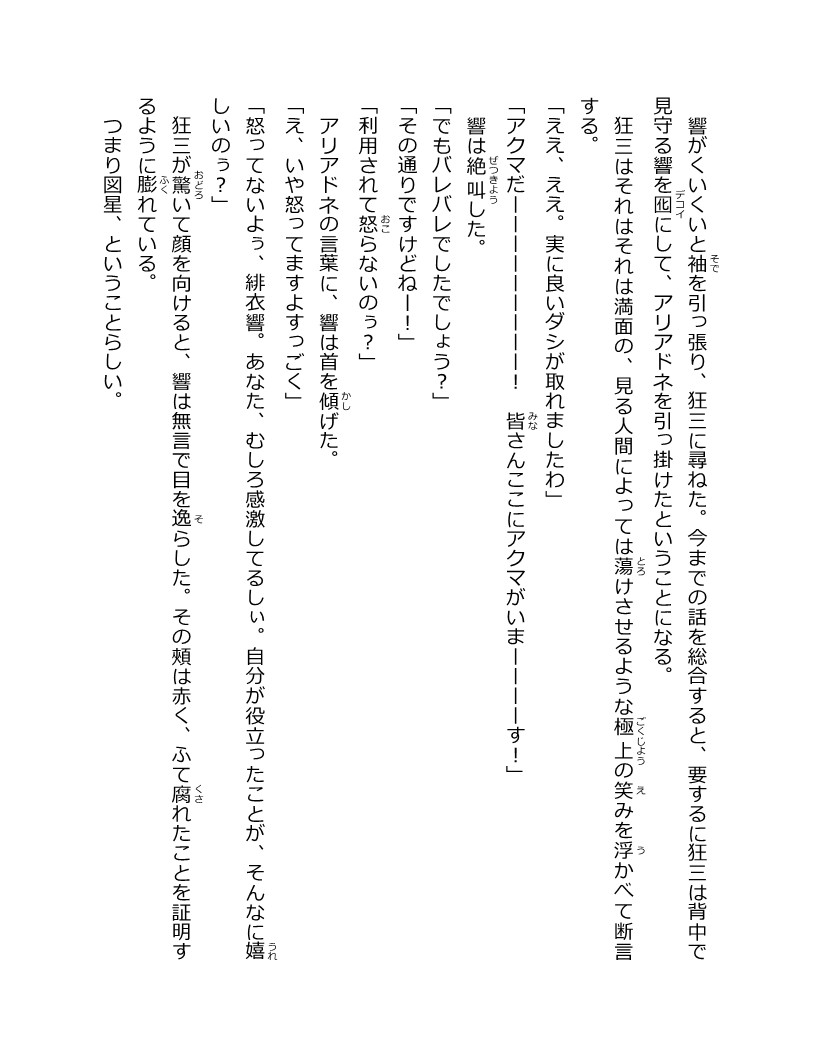 響がくいくいと袖を引っ張り、狂三に尋ねた。今までの話を総合すると、要するに狂三は背中で
見守る響を囮にして、アリアドネを引っ掛けたということになる。
狂三はそれはそれは満面の、見る人間によっては蕩けさせるような極上の笑みを浮かべて断言
する。
「ええ、ええ。実に良いダシが取れましたわ」
「アクマだーーーーーーーーー！　皆さんここにアクマがいまーーーーす！」
響は絶叫した。
「でもバレバレでしたでしょう？」
「その通りですけどねー！」
「利用されて怒らないのぅ？」
アリアドネの言葉に、響は首を傾げた。
「え、いや怒ってますよすっごく」
「怒ってないよぅ、緋衣響。あなた、むしろ感激してるしぃ。自分が役立ったことが、そんなに嬉
しいのぅ？」
狂三が驚いて顔を向けると、響は無言で目を逸らした。その頰は赤く、ふて腐れたことを証明す
るように膨れている。
つまり図星、ということらしい。